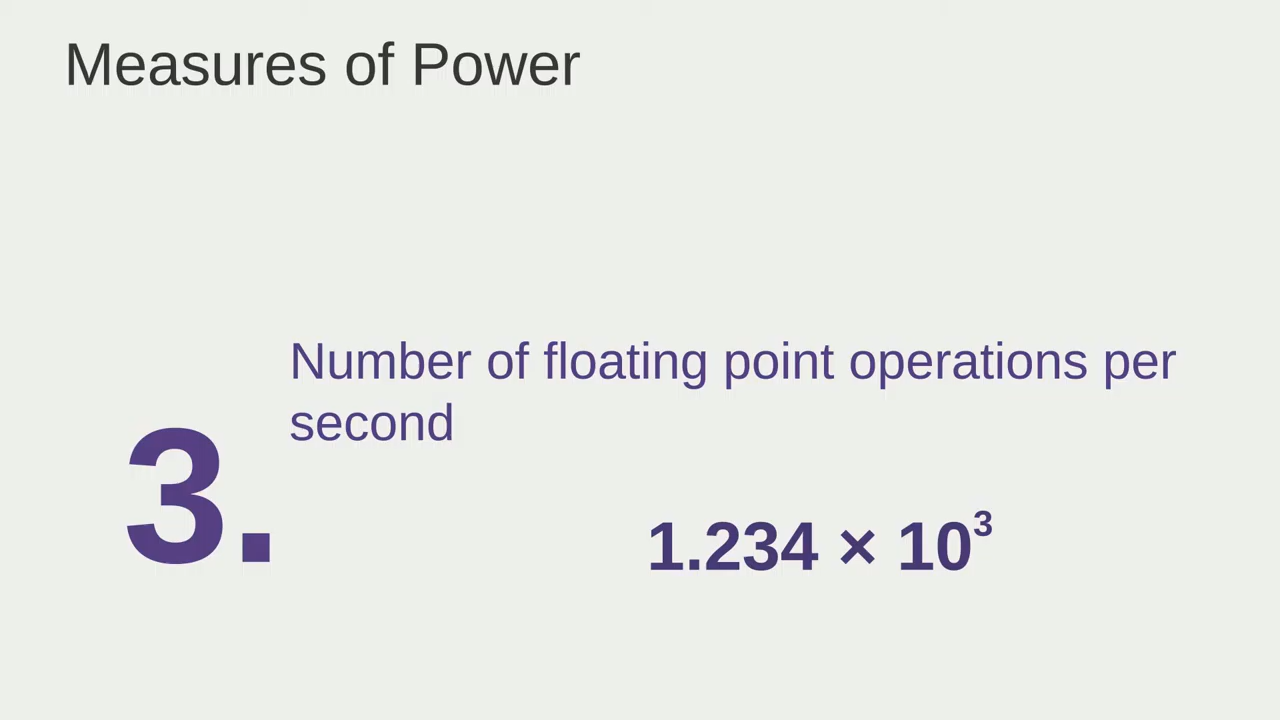 Measures of Power
Number of floating point operations per
second
3.
1.234 × 10³